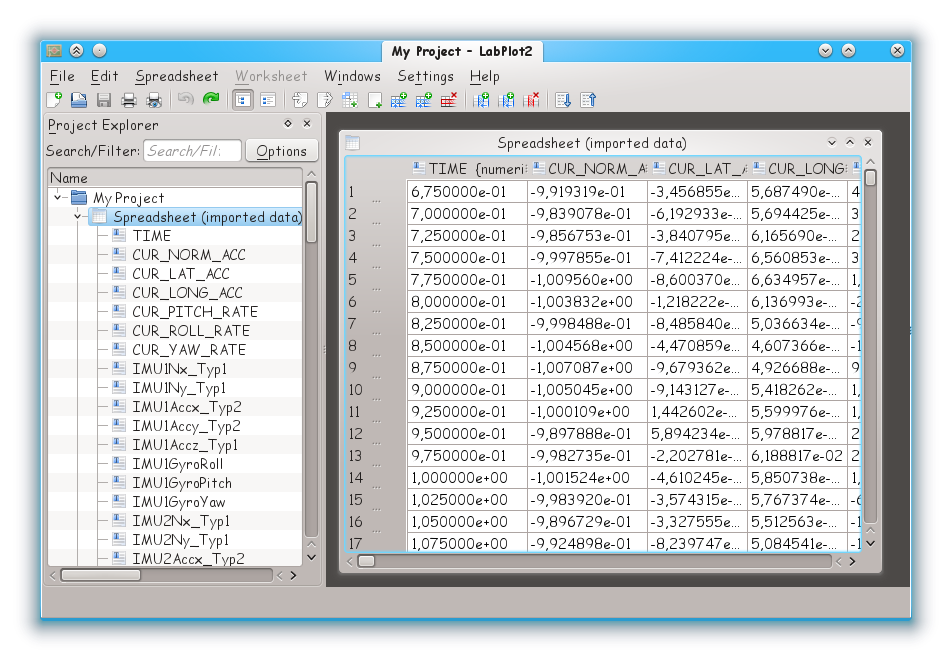 My Project – LabPlot2
File Edit Spreadsheet Worksheet Windows Settings Help
Project Explorer
Search/Filter: Search/Fil: Options
Name
My Project
Spreadsheet (imported data)
TIME
CUR_NORM_ACC
CUR_LAT_ACC
CUR_LONG_ACC
CUR_PITCH_RATE
CUR_ROLL_RATE
CUR_YAW_RATE
IMU1Nx_Typ1
IMU1Ny_Typ1
IMU1Accx_Typ2
IMU1Accy_Typ2
IMU1Accz_Typ1
IMU1GyroRoll
IMU1GyroPitch
IMU1GyroYaw
IMU2Nx_Typ1
IMU2Ny_Typ1
IMU2Accx_Typ2
Spreadsheet (imported data)
TIME {numeri CUR_NORM_A CUR_LAT_A CUR_LONG
1 ... 6,750000e-01 -9,919319e-01 -3,456855e... 5,687490e-... 4
2 ... 7,000000e-01 -9,839078e-01 -6,192933e... 5,694425e-... 3
3 ... 7,250000e-01 -9,856753e-01 -3,840795e... 6,165690e-... 2
4 ... 7,500000e-01 -9,997855e-01 -7,412224e... 6,560853e-... 3
5 ... 7,750000e-01 -1,009560e+00 -8,600370e... 6,634957e-... 1,
6 ... 8,000000e-01 -1,003832e+00 -1,218222e... 6,136993e-... -2
7 ... 8,250000e-01 -9,998488e-01 -8,485840e... 5,036634e-... -9
8 ... 8,500000e-01 -1,004568e+00 -4,470859e... 4,607366e-... -1
9 ... 8,750000e-01 -1,007087e+00 -9,679362e... 4,926688e-... 9
10 ... 9,000000e-01 -1,005045e+00 -9,143127e-... 5,418262e-... 1,
11 ... 9,250000e-01 -1,000109e+00 1,442602e-... 5,599976e-... 1,
12 ... 9,500000e-01 -9,897888e-01 5,894234e-... 5,978817e-... 2
13 ... 9,750000e-01 -9,982735e-01 -2,202781e-... 6,188817e-02 2
14 ... 1,000000e+00 -1,001524e+00 -4,610245e-... 5,850738e-... 1,
15 ... 1,025000e+00 -9,983920e-01 -3,574315e-... 5,767374e-... -6
16 ... 1,050000e+00 -9,896729e-01 -3,327555e... 5,512563e-... -1
17 1,075000e+00 -9,924898e-01 -8,239747e... 5,084541e-... -1